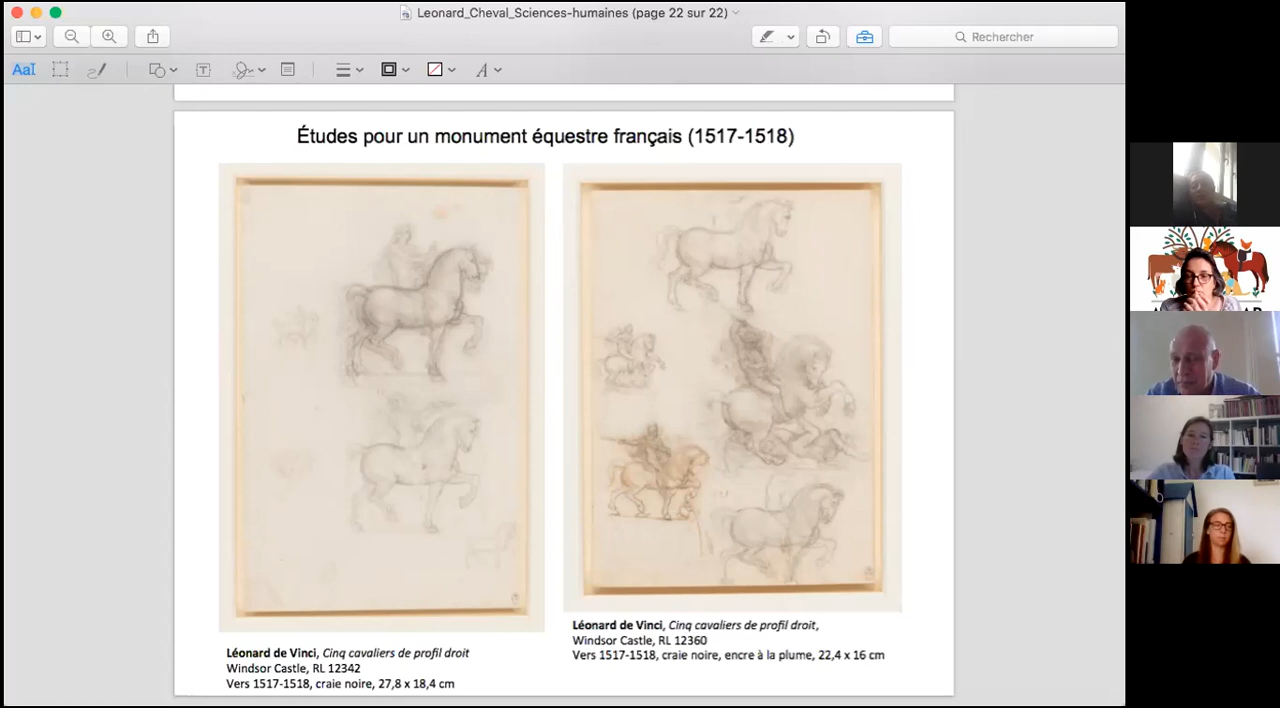 Leonard_Cheval_Sciences-humaines (page 22 sur 22)
Rechercher
AaI
T
A
Études pour un monument équestre français (1517-1518)
Léonard de Vinci, Cinq cavaliers de profil droit
Windsor Castle, RL 12342
Vers 1517-1518, craie noire, 27,8 x 18,4 cm
Léonard de Vinci, Cinq cavaliers de profil droit,
Windsor Castle, RL 12360
Vers 1517-1518, craie noire, encre à la plume, 22,4 x 16 cm